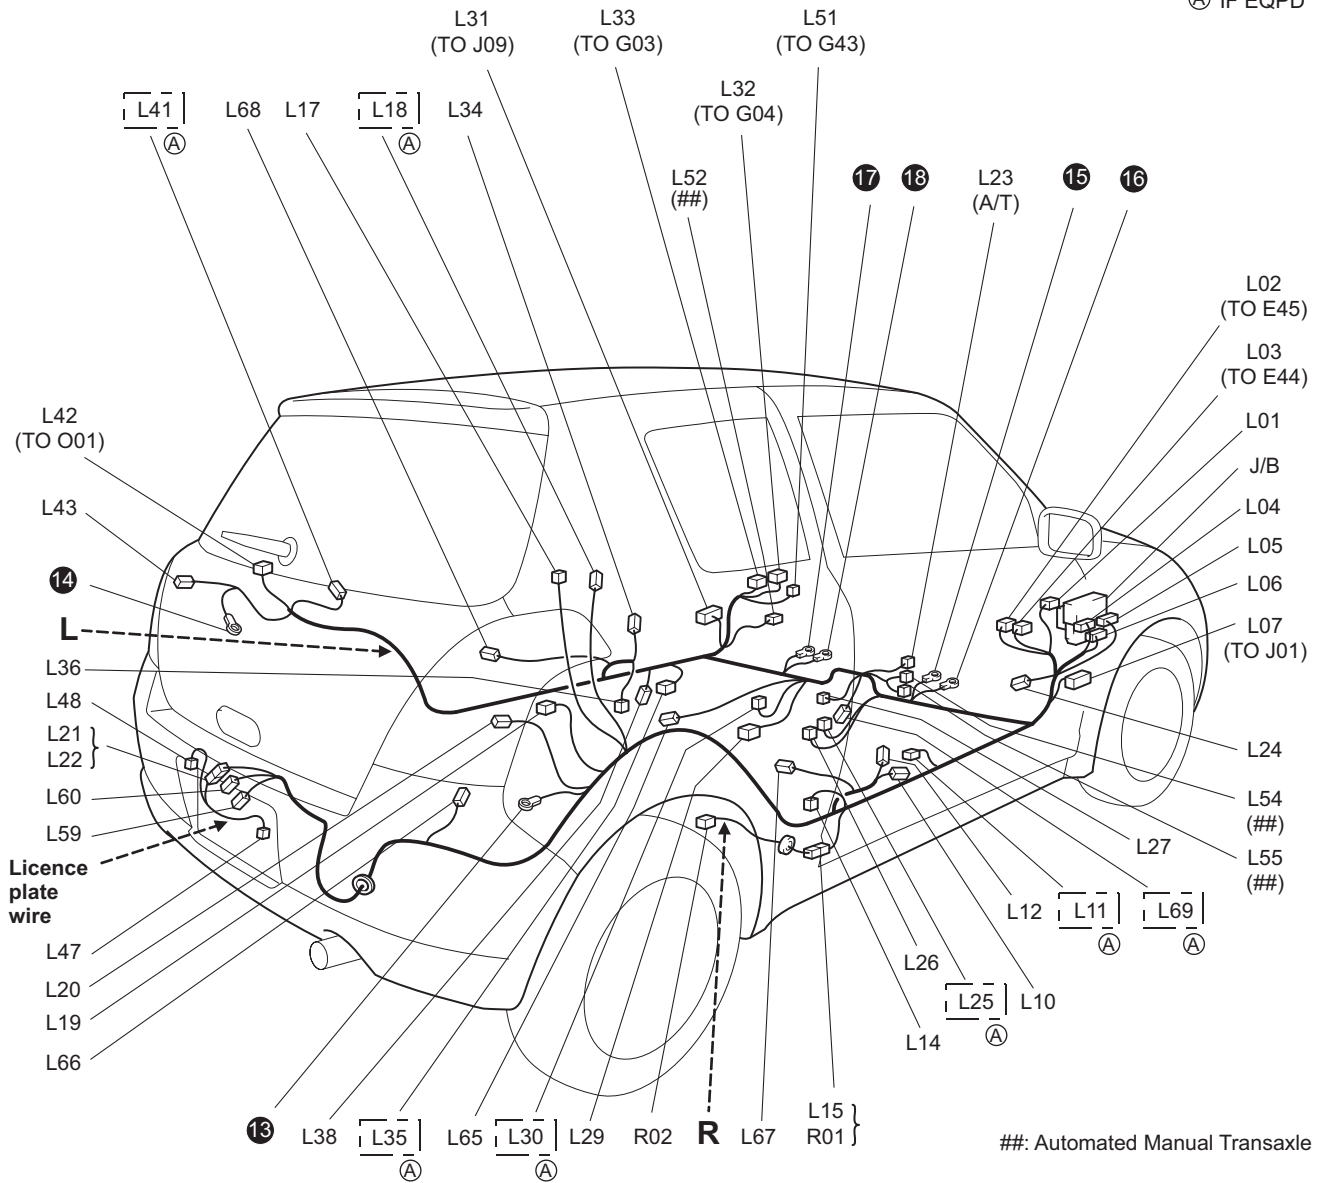 Ⓐ IF EQPD
L31
(TO J09)
L33
(TO G03)
L51
(TO G43)
L32
(TO G04)
L41
Ⓐ
L68
L17
L18
Ⓐ
L34
L52
(##)
17
18
L23
(A/T)
15
16
L02
(TO E45)
L03
(TO E44)
L01
J/B
L04
L05
L06
L07
(TO J01)
L42
(TO O01)
L43
14
L
L36
L48
L21
L22
L60
L59
Licence
plate
wire
L47
L20
L19
L66
L24
L54
(##)
L27
L55
(##)
L12
L11
Ⓐ
L69
Ⓐ
L26
L25
Ⓐ
L10
L14
13
L38
L35
Ⓐ
L65
L30
Ⓐ
L29
R02
R
L67
L15
R01
##: Automated Manual Transaxle